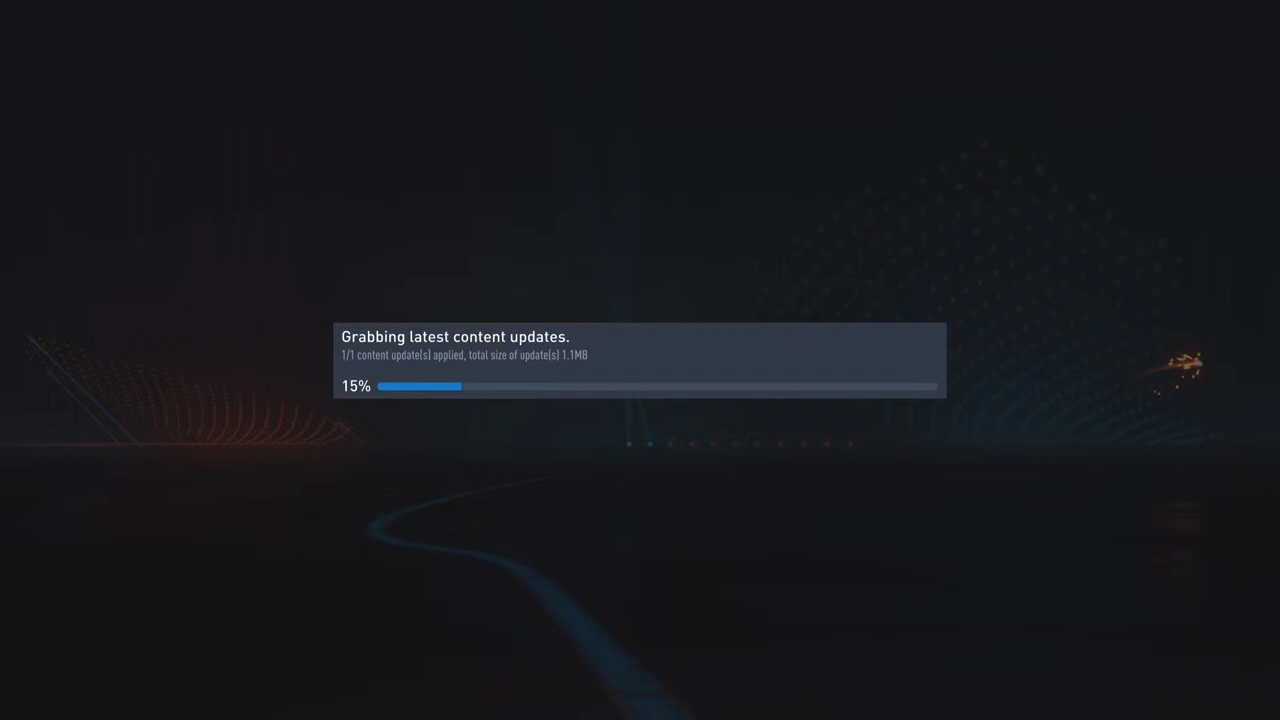 Grabbing latest content updates.
1/1 content update(s) applied, total size of update(s) 1.1MB
15%